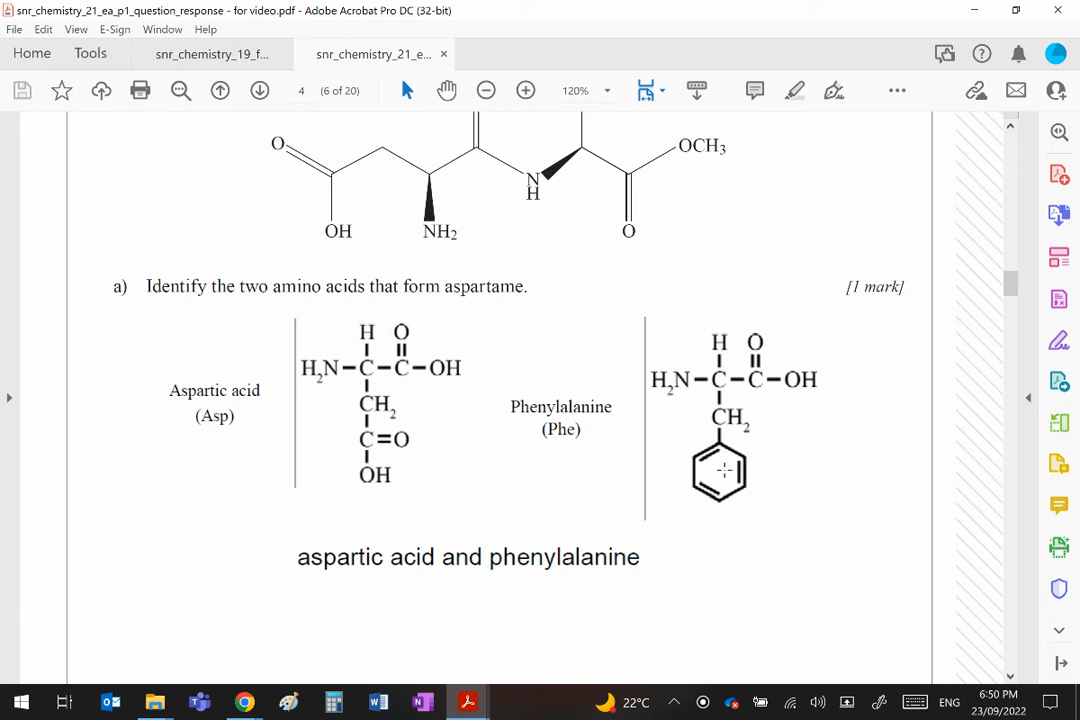 snr_chemistry_21_ea_p1_question_response - for video.pdf - Adobe Acrobat Pro DC (32-bit)
File Edit View E-Sign Window Help
Home Tools snr_chemistry_19_f... snr_chemistry_21_e... ×
4 (6 of 20) 120%
O
OH
NH2
N
H
OCH3
O
a) Identify the two amino acids that form aspartame. [1 mark]
Aspartic acid
(Asp)
H O
H2N-C-C-OH
CH2
C=O
OH
Phenylalanine
(Phe)
H O
H2N-C-C-OH
CH2
aspartic acid and phenylalanine
22°C ENG
6:50 PM
23/09/2022